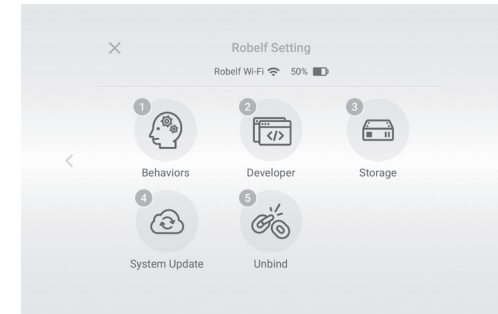 Robelf Setting
Robelf Wi-Fi 50%
1 2 3
</>
Behaviors Developer Storage
4 5
System Update Unbind